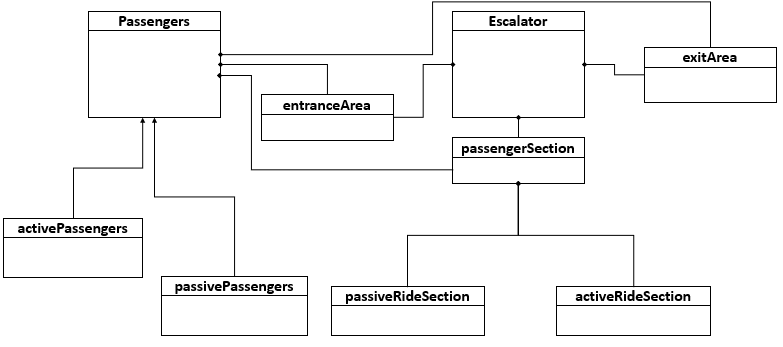 Passengers
Escalator
exitArea
entranceArea
passengerSection
activePassengers
passivePassengers
passiveRideSection
activeRideSection